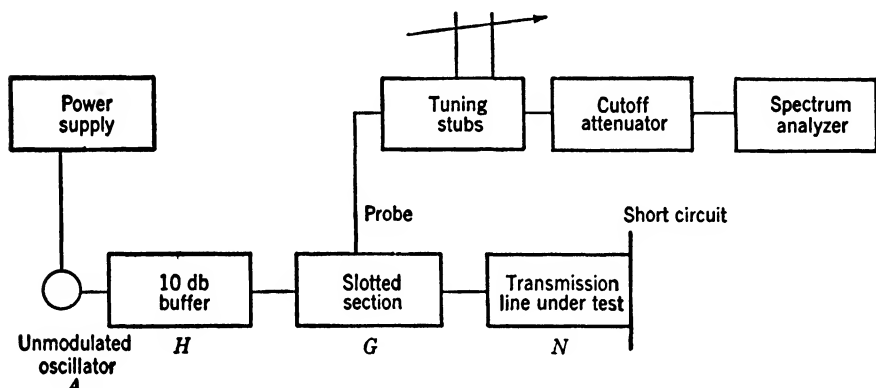 Power
supply
Tuning
stubs
Cutoff
attenuator
Spectrum
analyzer
Probe
Short circuit
10 db
buffer
Slotted
section
Transmission
line under test
Unmodulated
oscillator
A
H
G
N